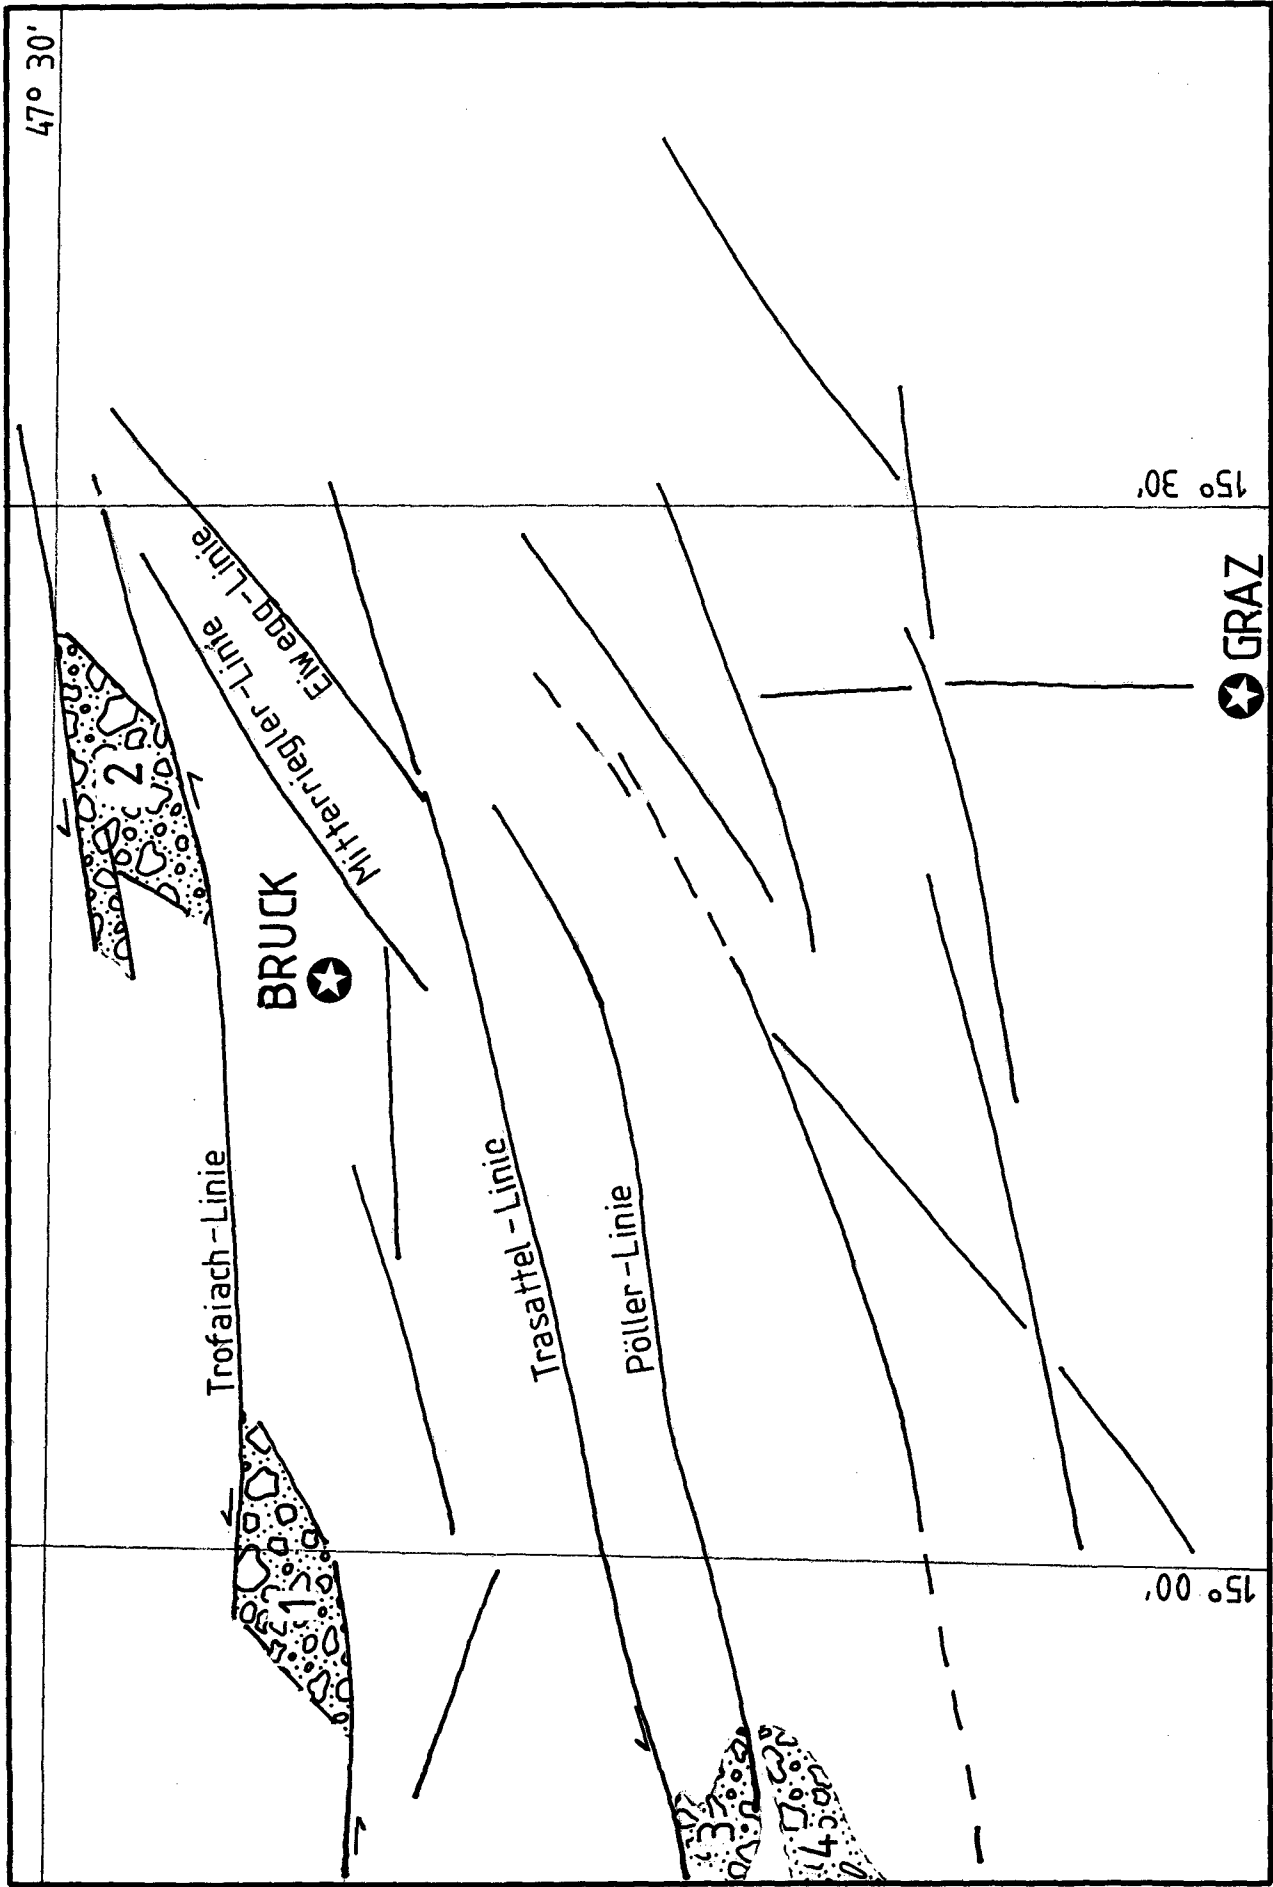 47° 30'
15° 30'
15° 00'
Trofaiach-Linie
Mitterriegler-Linie
Eiwegg-Linie
Trasattel-Linie
Pöller-Linie
BRUCK
GRAZ
1
2
3
4